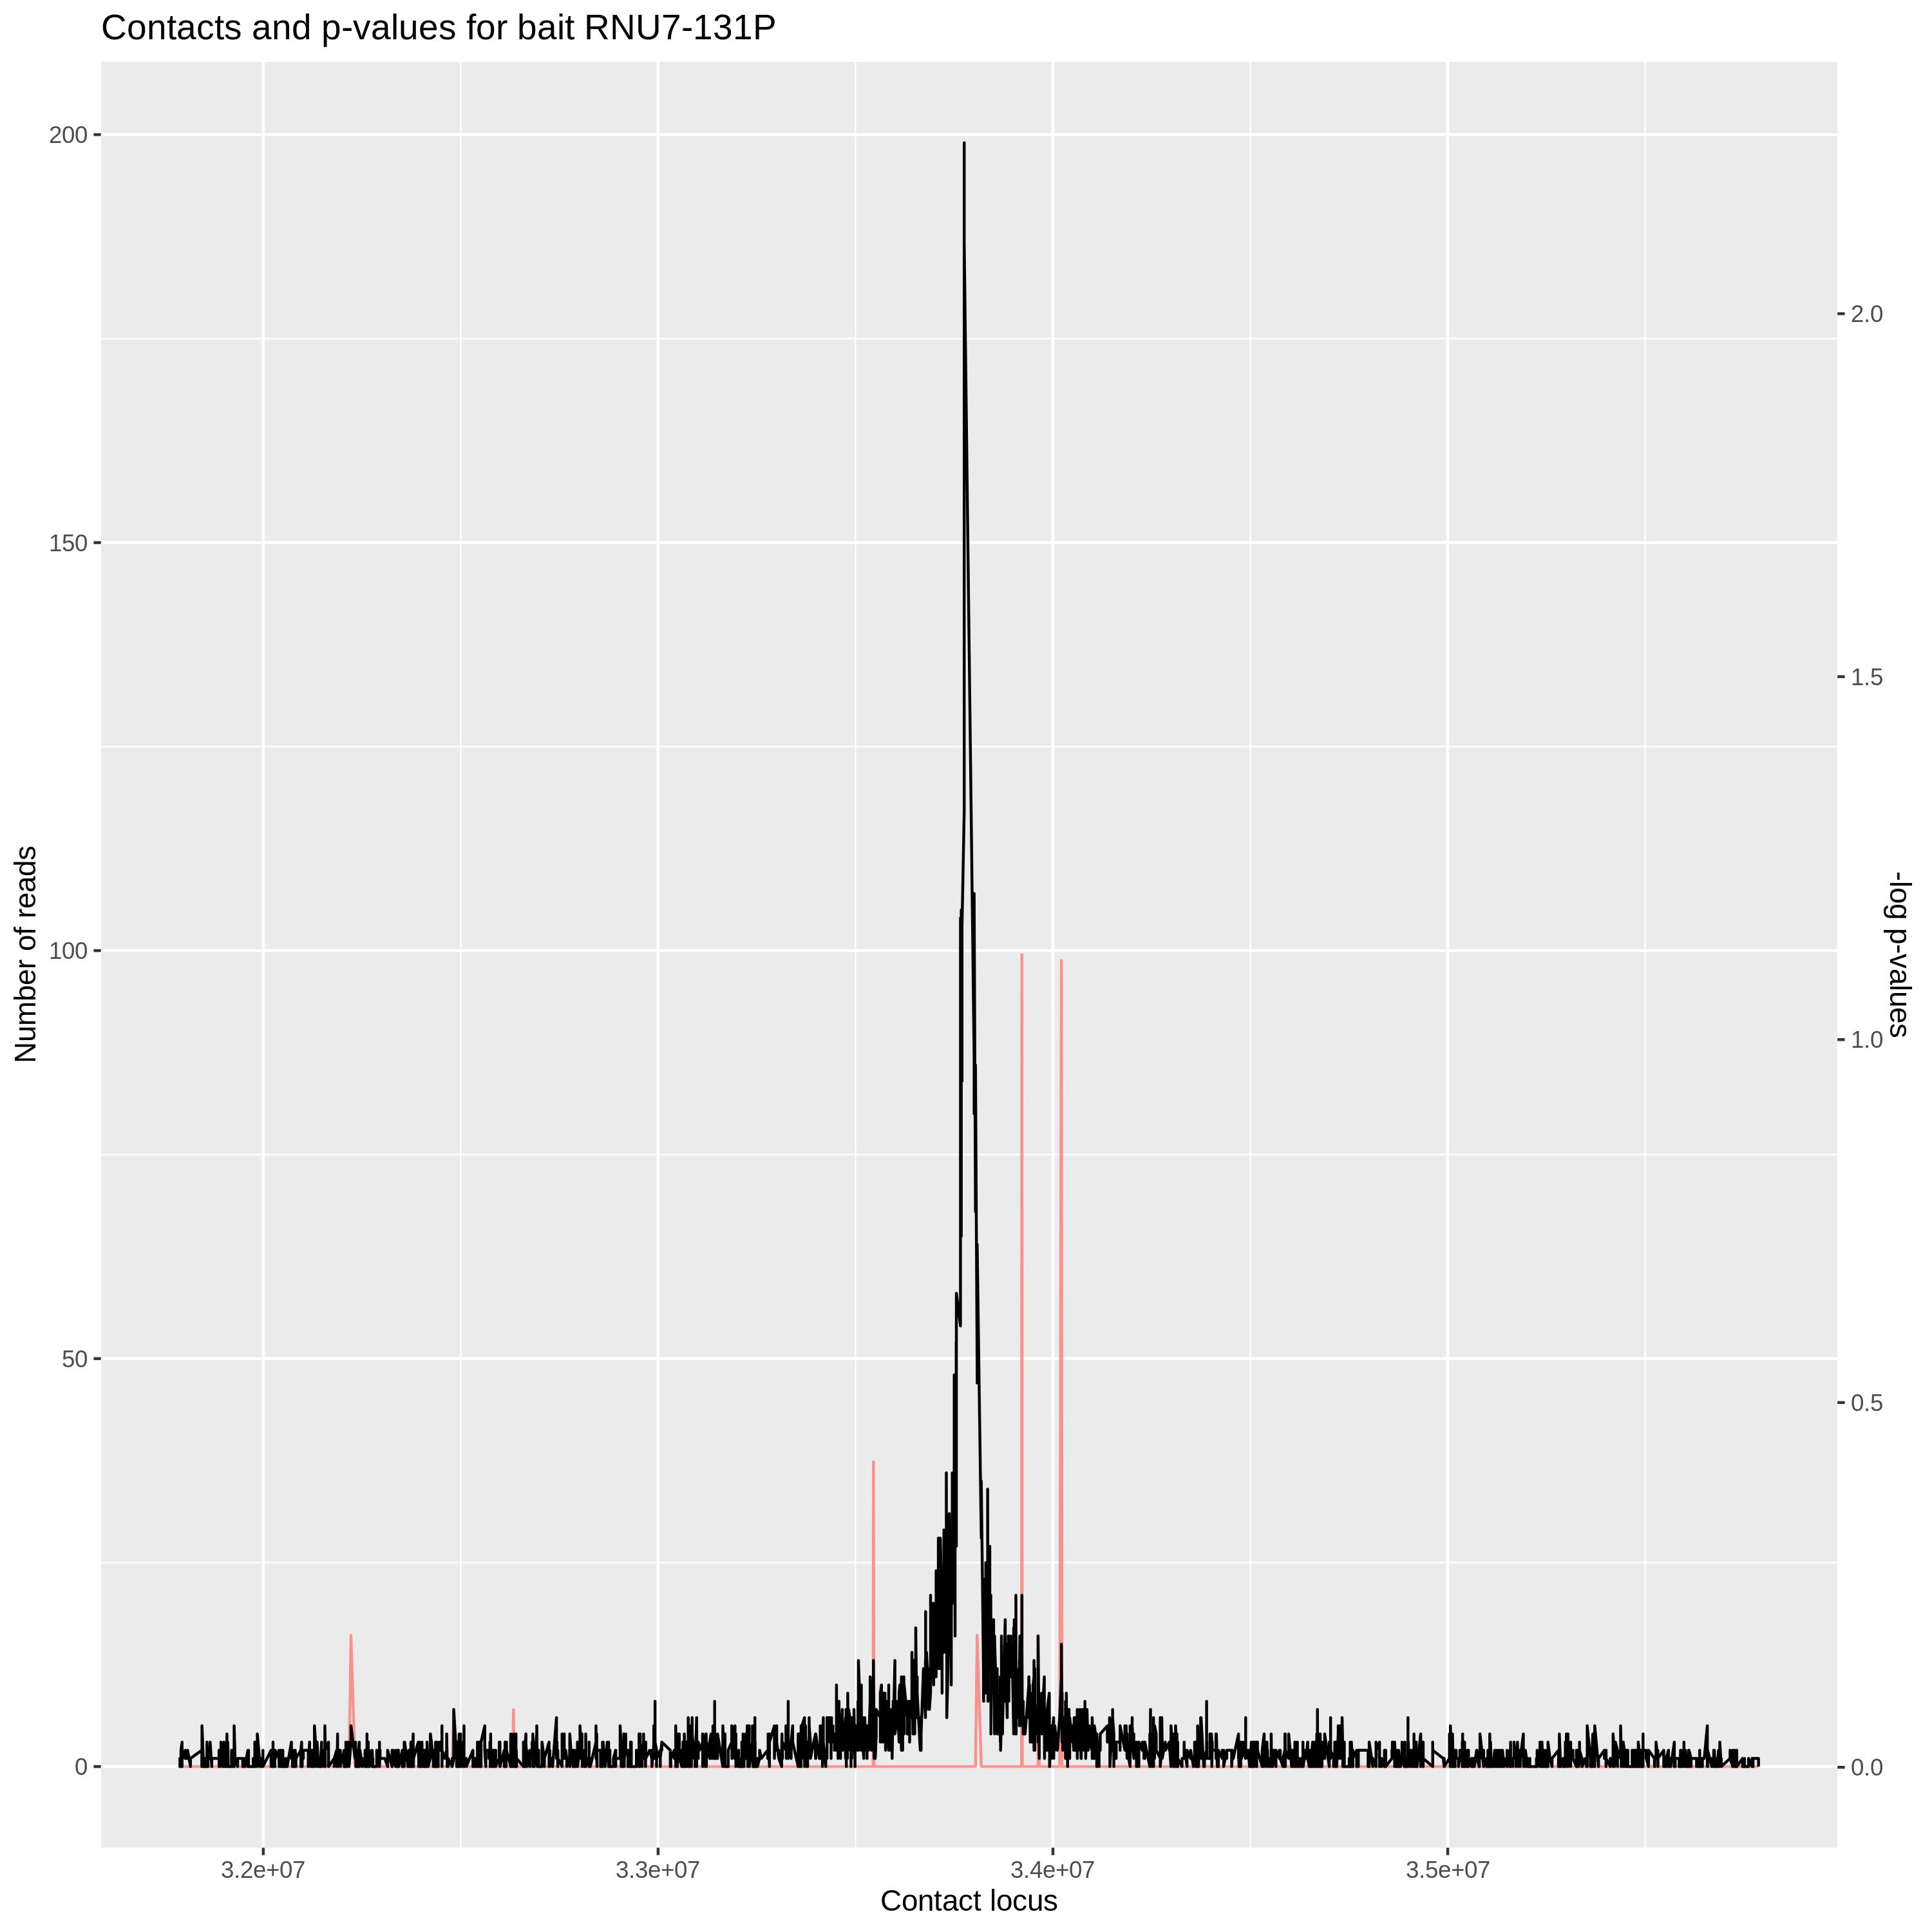 Contacts and p-values for bait RNU7-131P
200
150
100
50
0
Number of reads
2.0
1.5
1.0
0.5
0.0
-log p-values
3.2e+07
3.3e+07
3.4e+07
3.5e+07
Contact locus